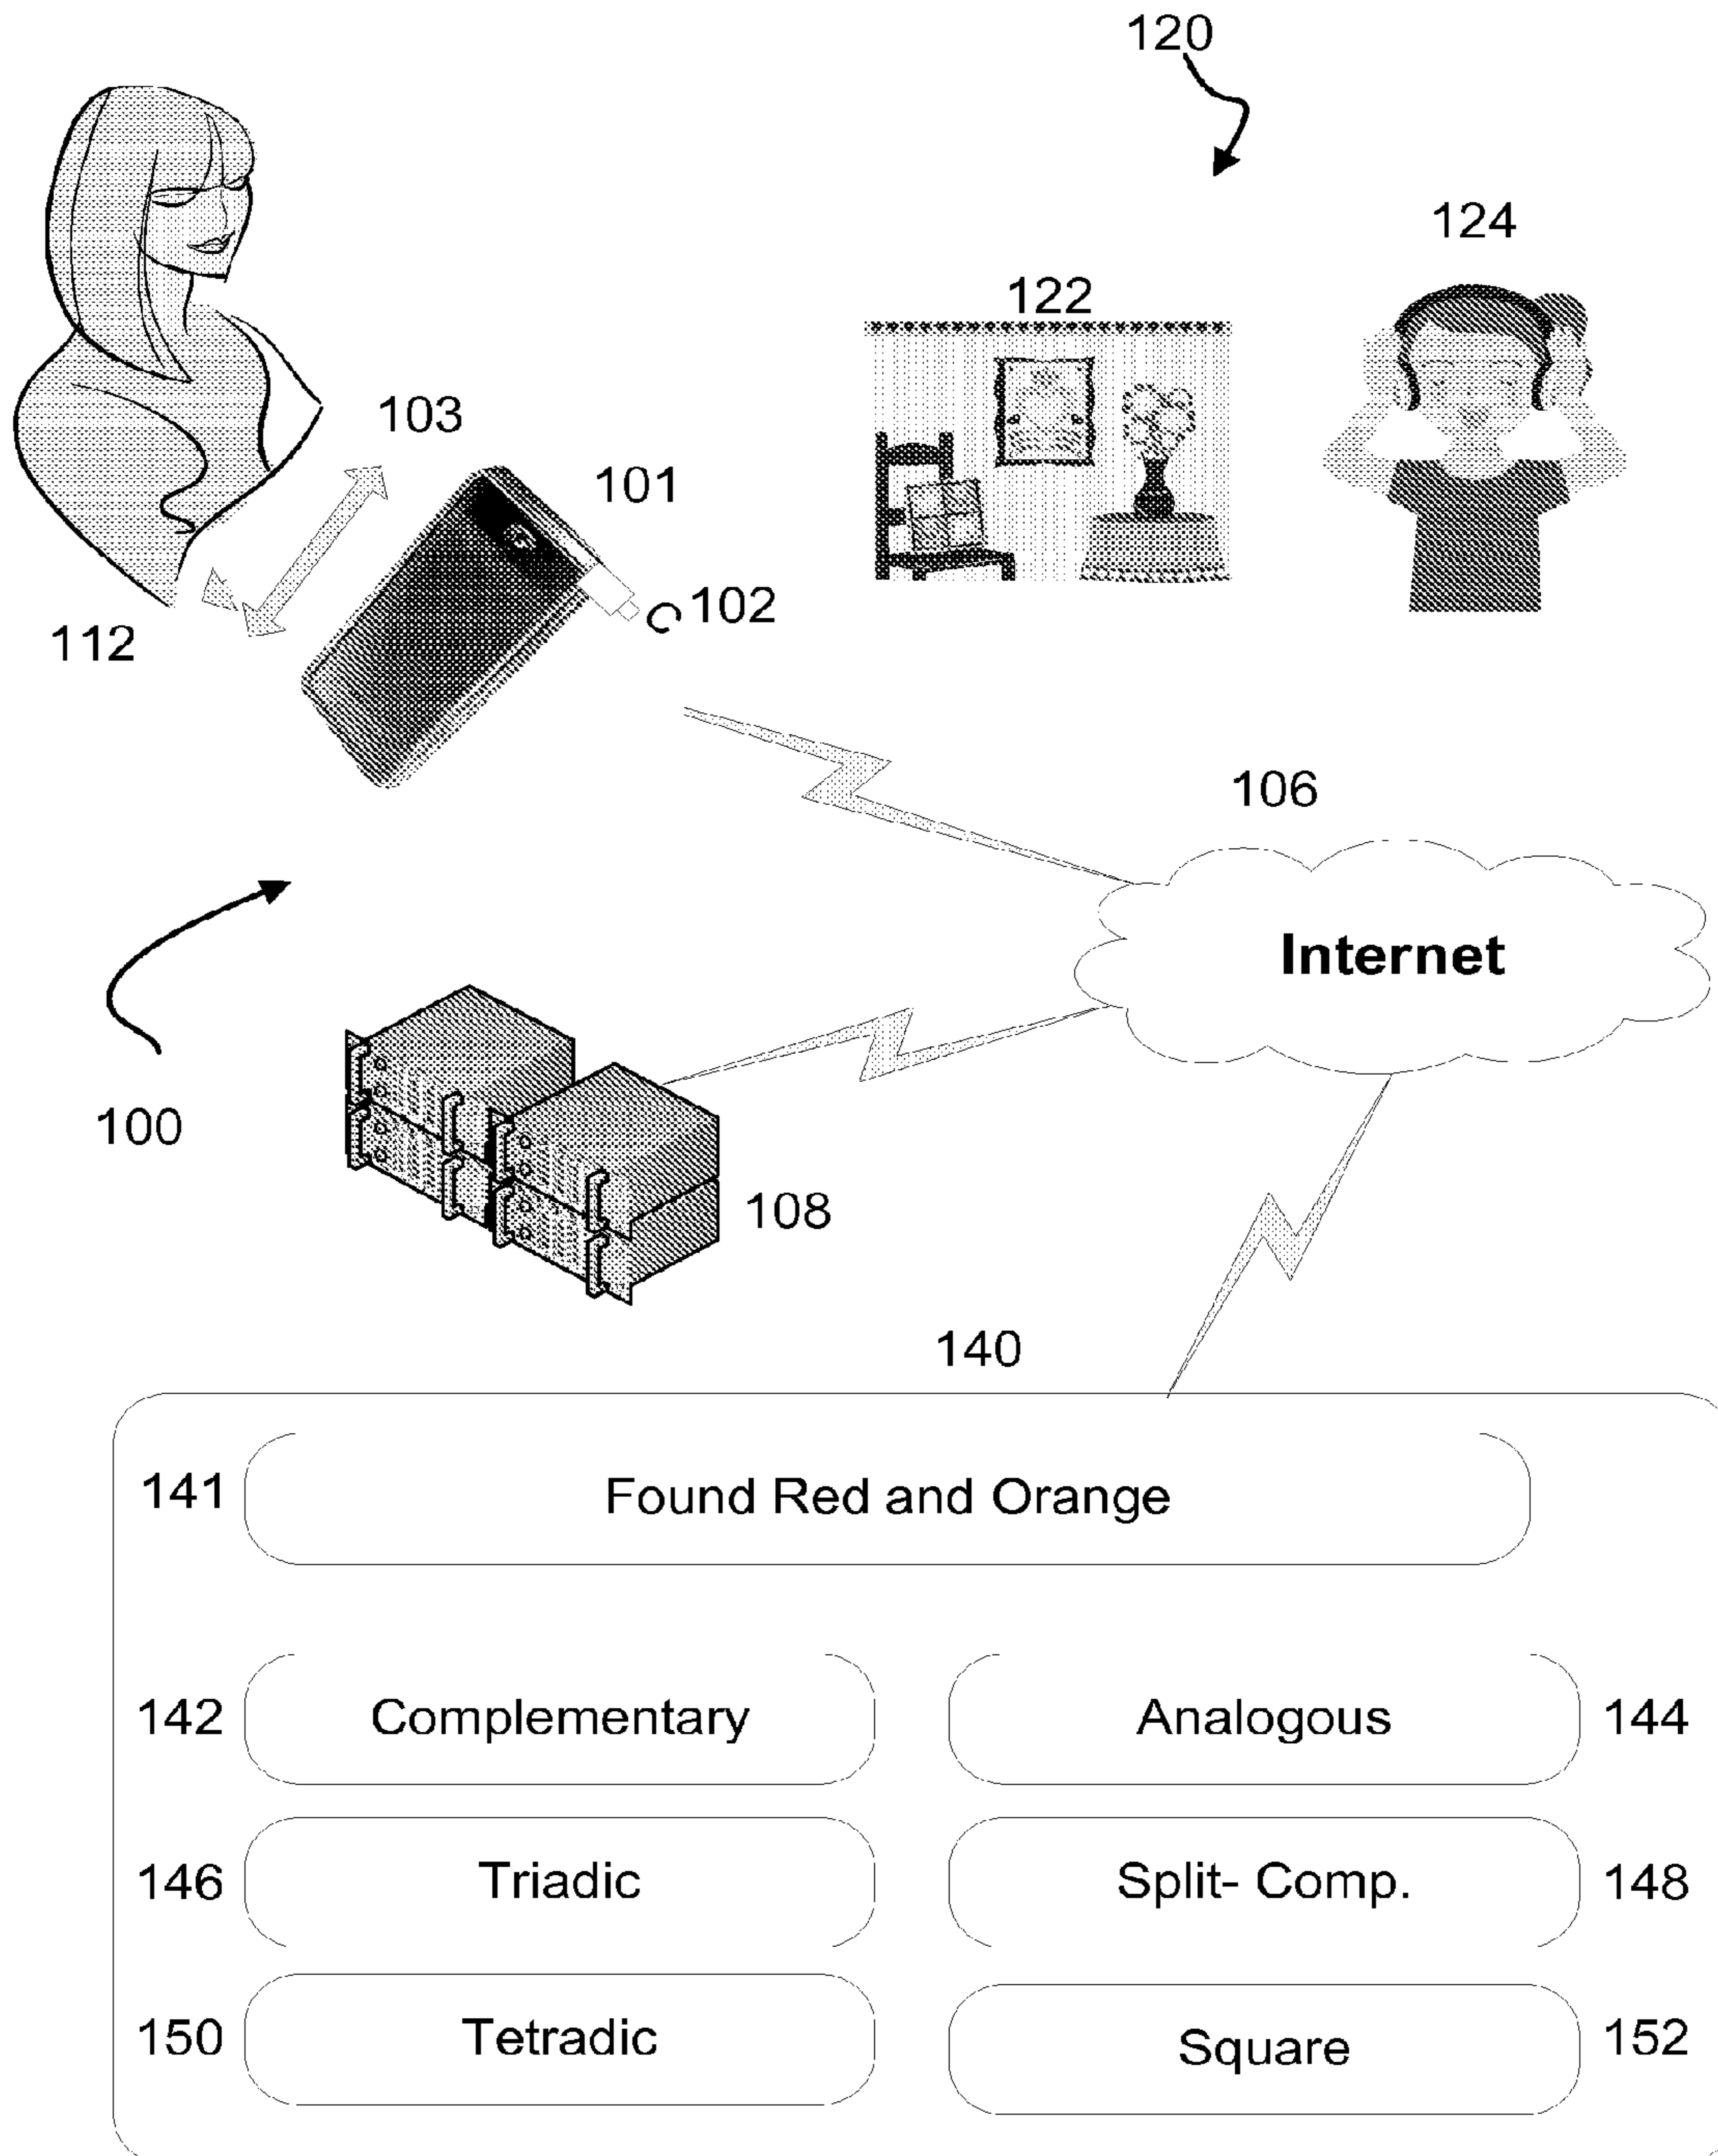 120
124
122
103
101
102
112
106
Internet
100
108
140
141 Found Red and Orange
142 Complementary Analogous 144
146 Triadic Split- Comp. 148
150 Tetradic Square 152